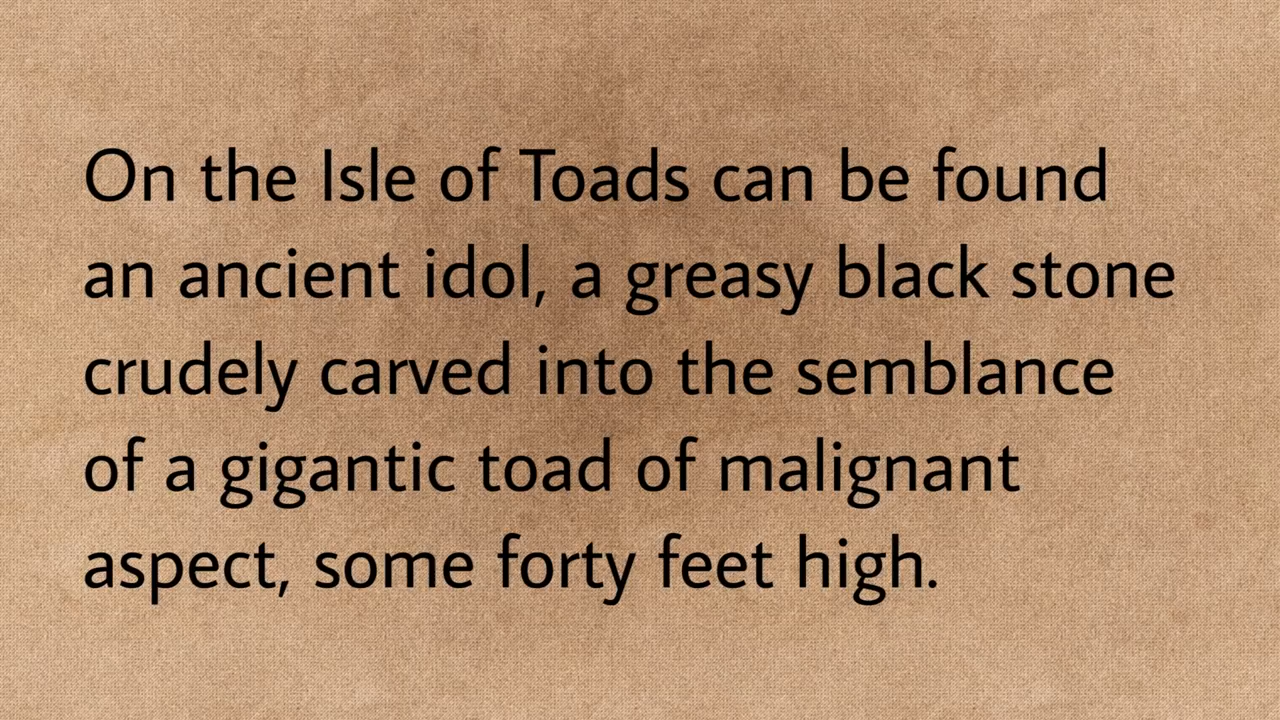 On the Isle of Toads can be found
an ancient idol, a greasy black stone
crudely carved into the semblance
of a gigantic toad of malignant
aspect, some forty feet high.